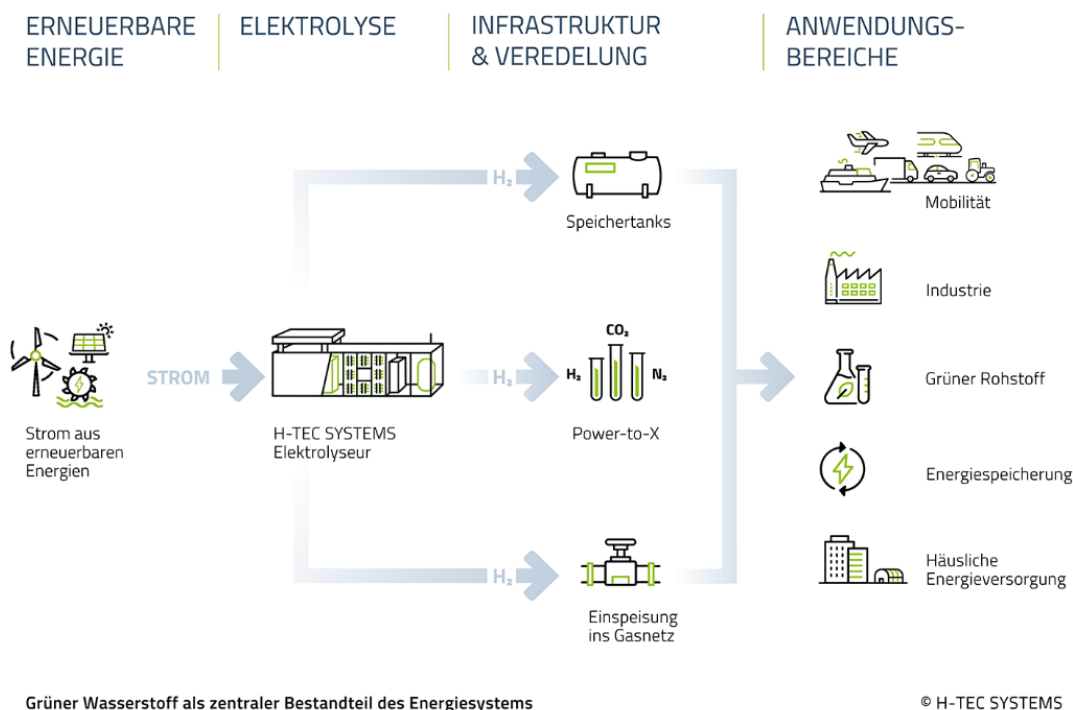 ERNEUERBARE
ENERGIE
ELEKTROLYSE
INFRASTRUKTUR
& VEREDELUNG
ANWENDUNGS-
BEREICHE
H₂
Speichertanks
Mobilität
Industrie
STROM
H₂
H₂
CO₂
N₂
Grüner Rohstoff
Strom aus
erneuerbaren
Energien
H-TEC SYSTEMS
Elektrolyseur
Power-to-X
Energiespeicherung
H₂
Häusliche
Energieversorgung
Einspeisung
ins Gasnetz
Grüner Wasserstoff als zentraler Bestandteil des Energiesystems
© H-TEC SYSTEMS